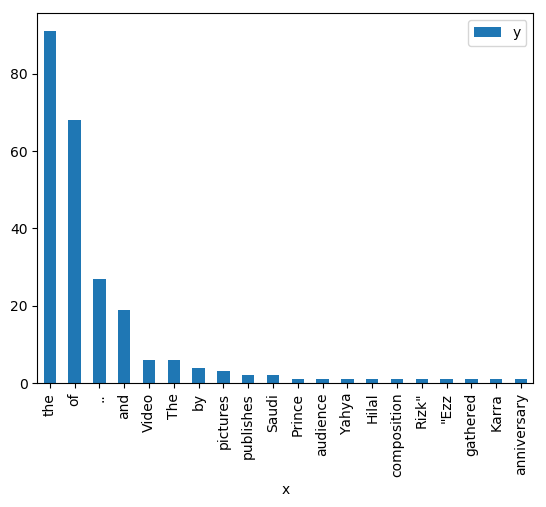 y
80
60
40
20
0
the
of
..
and
Video
The
by
pictures
publishes
Saudi
Prince
audience
Yahya
Hilal
composition
Rizk"
"Ezz
gathered
Karra
anniversary
x